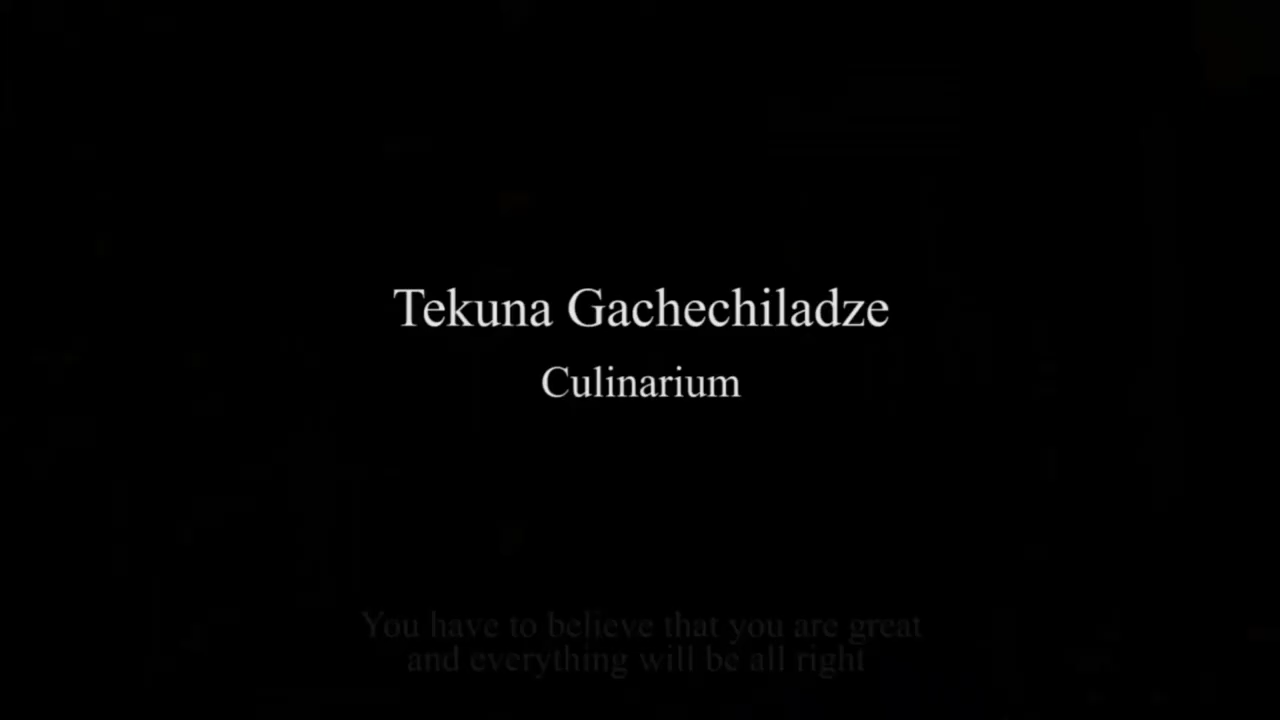 Tekuna Gachechiladze
Culinarium
You have to believe that you are great
and everything will be all right